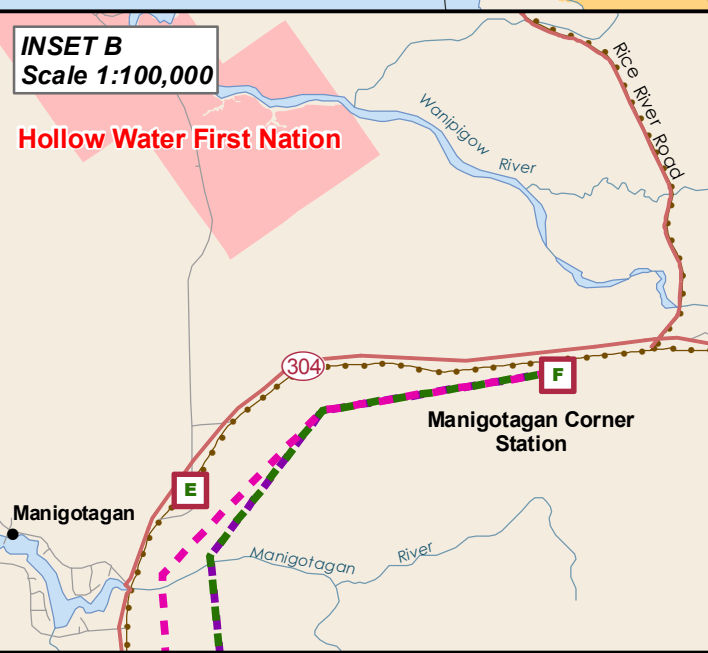 INSET B
Scale 1:100,000
Hollow Water First Nation
Rice River Road
Wanipigow
River
304
F
Manigotagan Corner
Station
E
Manigotagan
Manigotagan
River